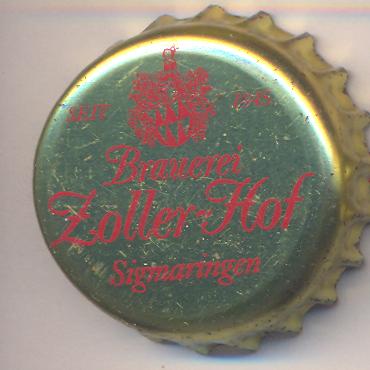 SEIT 1845
Brauerei
Zoller-Hof
Sigmaringen